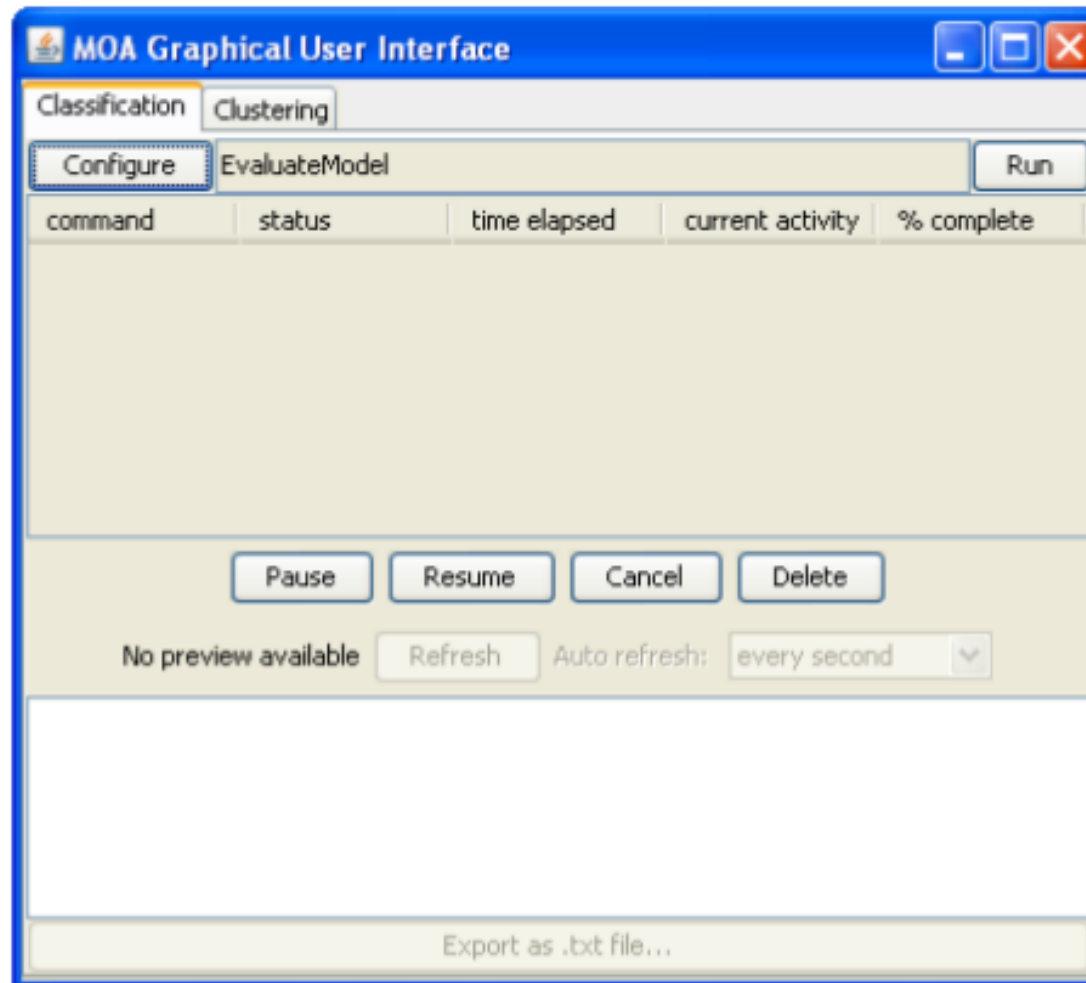 MOA Graphical User Interface
Classification Clustering
Configure EvaluateModel Run
command status time elapsed current activity % complete
Pause Resume Cancel Delete
No preview available Refresh Auto refresh: every second
Export as .txt file...